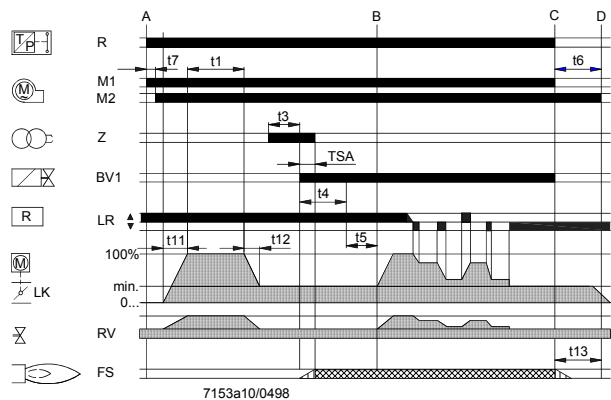 A B C D
T P R
t7 t1 t6
M M1
M2
t3
Z
TSA
BV1
t4
R LR
t5
t11 t12
M 100%
min.
LK 0...
RV
t13
FS
7153a10/0498